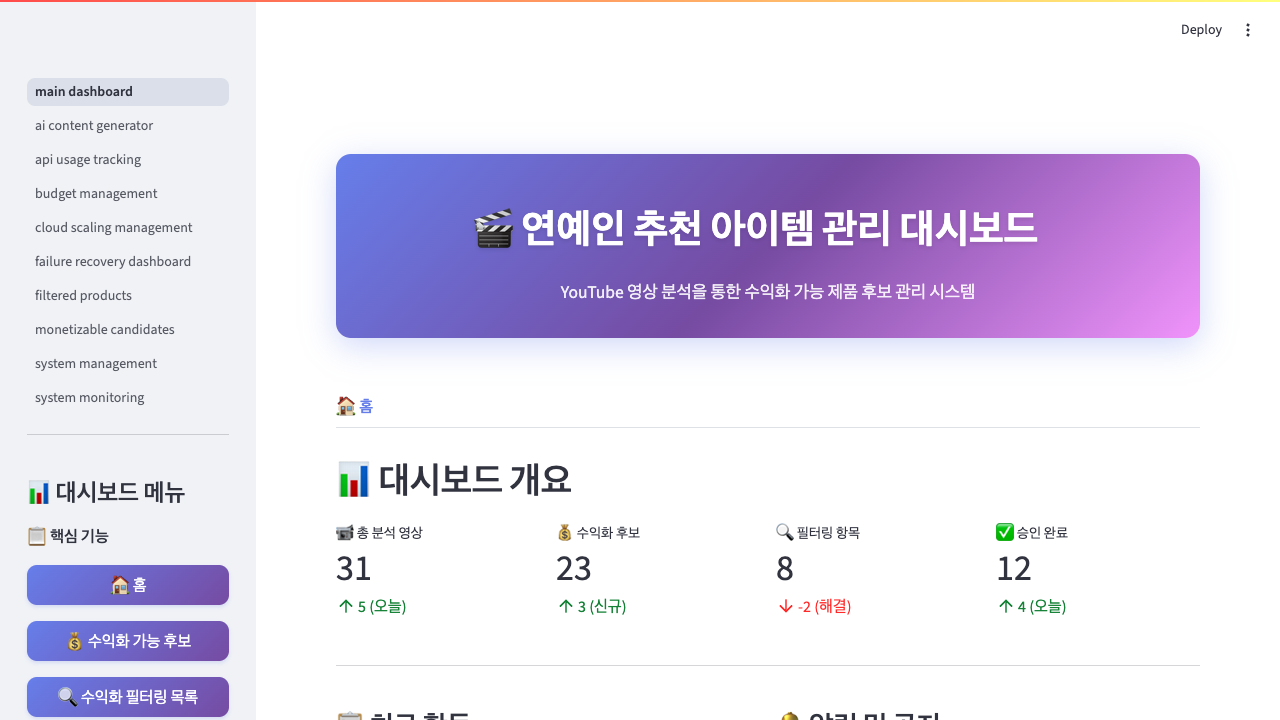 Deploy
main dashboard
ai content generator
api usage tracking
budget management
cloud scaling management
failure recovery dashboard
filtered products
monetizable candidates
system management
system monitoring
📊 대시보드 메뉴
📋 핵심 기능
🏠 홈
💰 수익화 가능 후보
🔍 수익화 필터링 목록
🎬 연예인 추천 아이템 관리 대시보드
YouTube 영상 분석을 통한 수익화 가능 제품 후보 관리 시스템
🏠 홈
📊 대시보드 개요
📹 총 분석 영상
31
↑ 5 (오늘)
💰 수익화 후보
23
↑ 3 (신규)
🔍 필터링 항목
8
↓ -2 (해결)
✅ 승인 완료
12
↑ 4 (오늘)